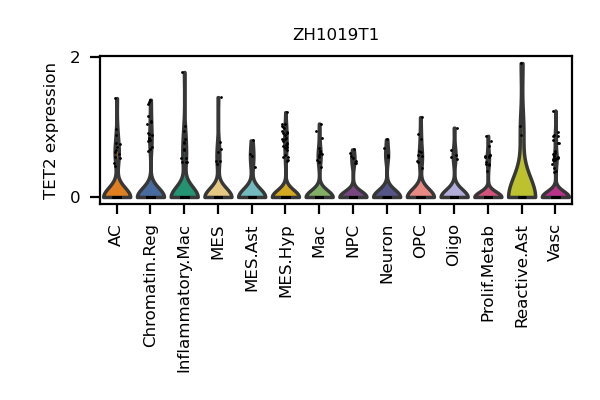 ZH1019T1
TET2 expression
2
0
AC
Chromatin.Reg
Inflammatory.Mac
MES
MES.Ast
MES.Hyp
Mac
NPC
Neuron
OPC
Oligo
Prolif.Metab
Reactive.Ast
Vasc